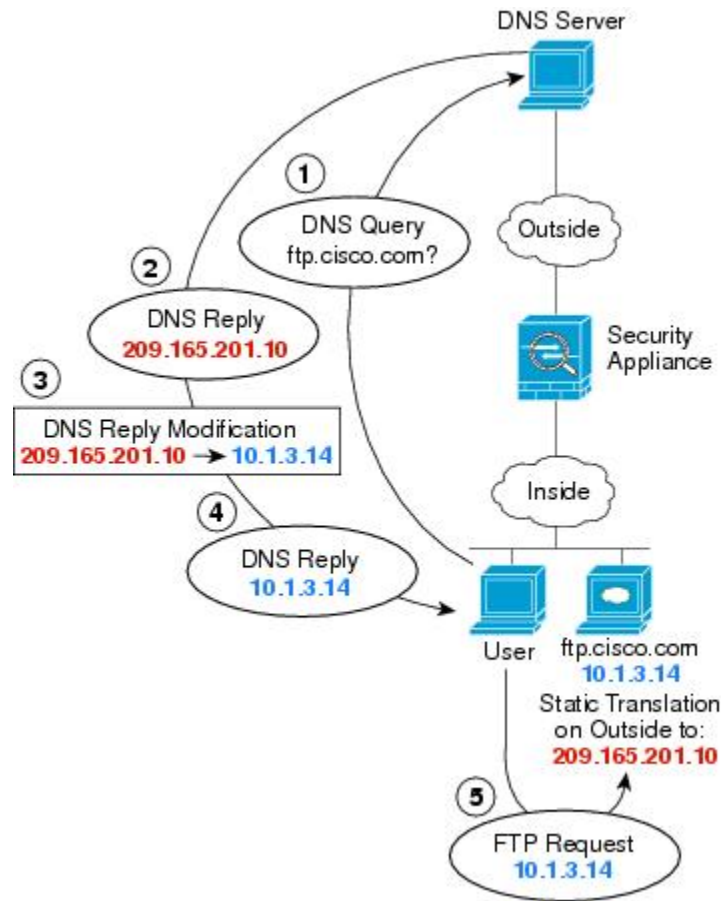 DNS Server
1
DNS Query
ftp.cisco.com?
Outside
2
DNS Reply
209.165.201.10
Security
Appliance
3
DNS Reply Modification
209.165.201.10 → 10.1.3.14
Inside
4
DNS Reply
10.1.3.14
User
ftp.cisco.com
10.1.3.14
Static Translation
on Outside to:
209.165.201.10
5
FTP Request
10.1.3.14